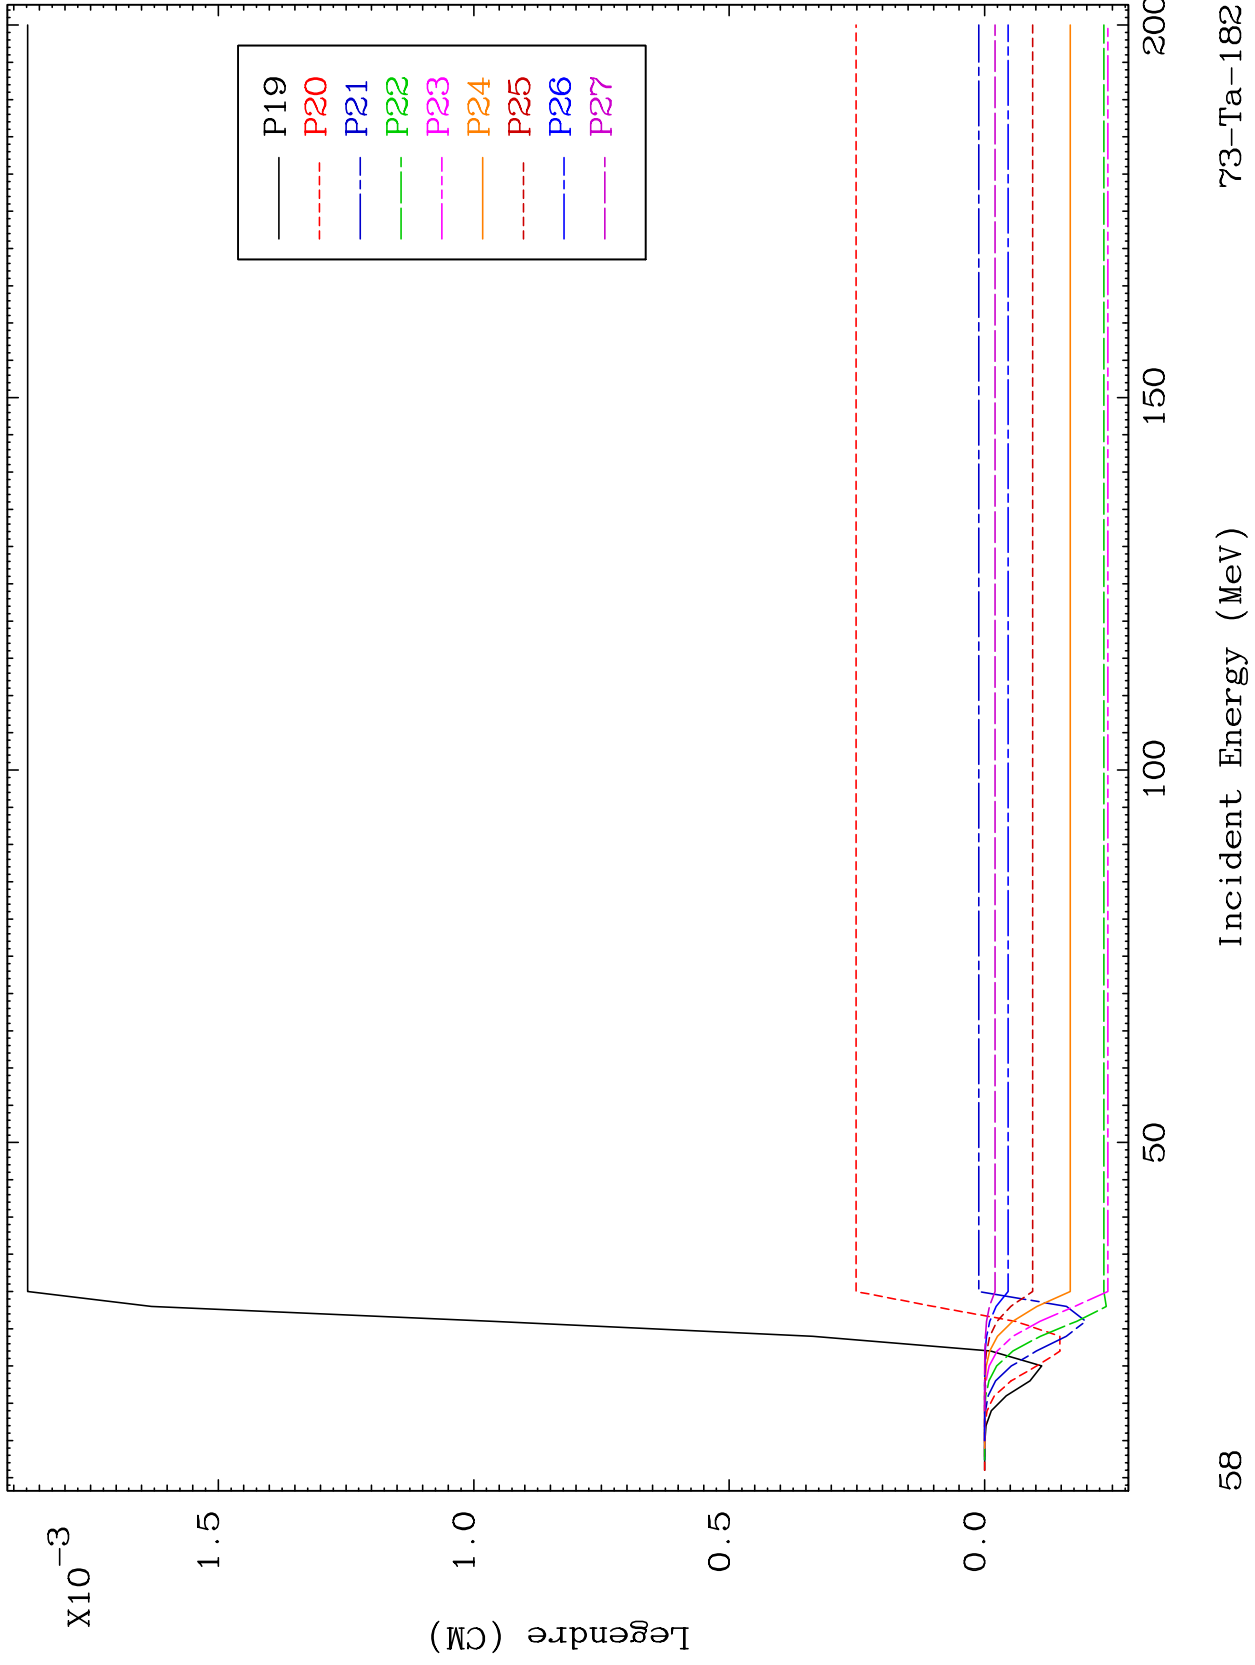 X10-3
1.5
1.0
0.5
0.0
Legendre (CM)
P19
P20
P21
P22
P23
P24
P25
P26
P27
50
100
150
200
Incident Energy (MeV)
58
73-Ta-182